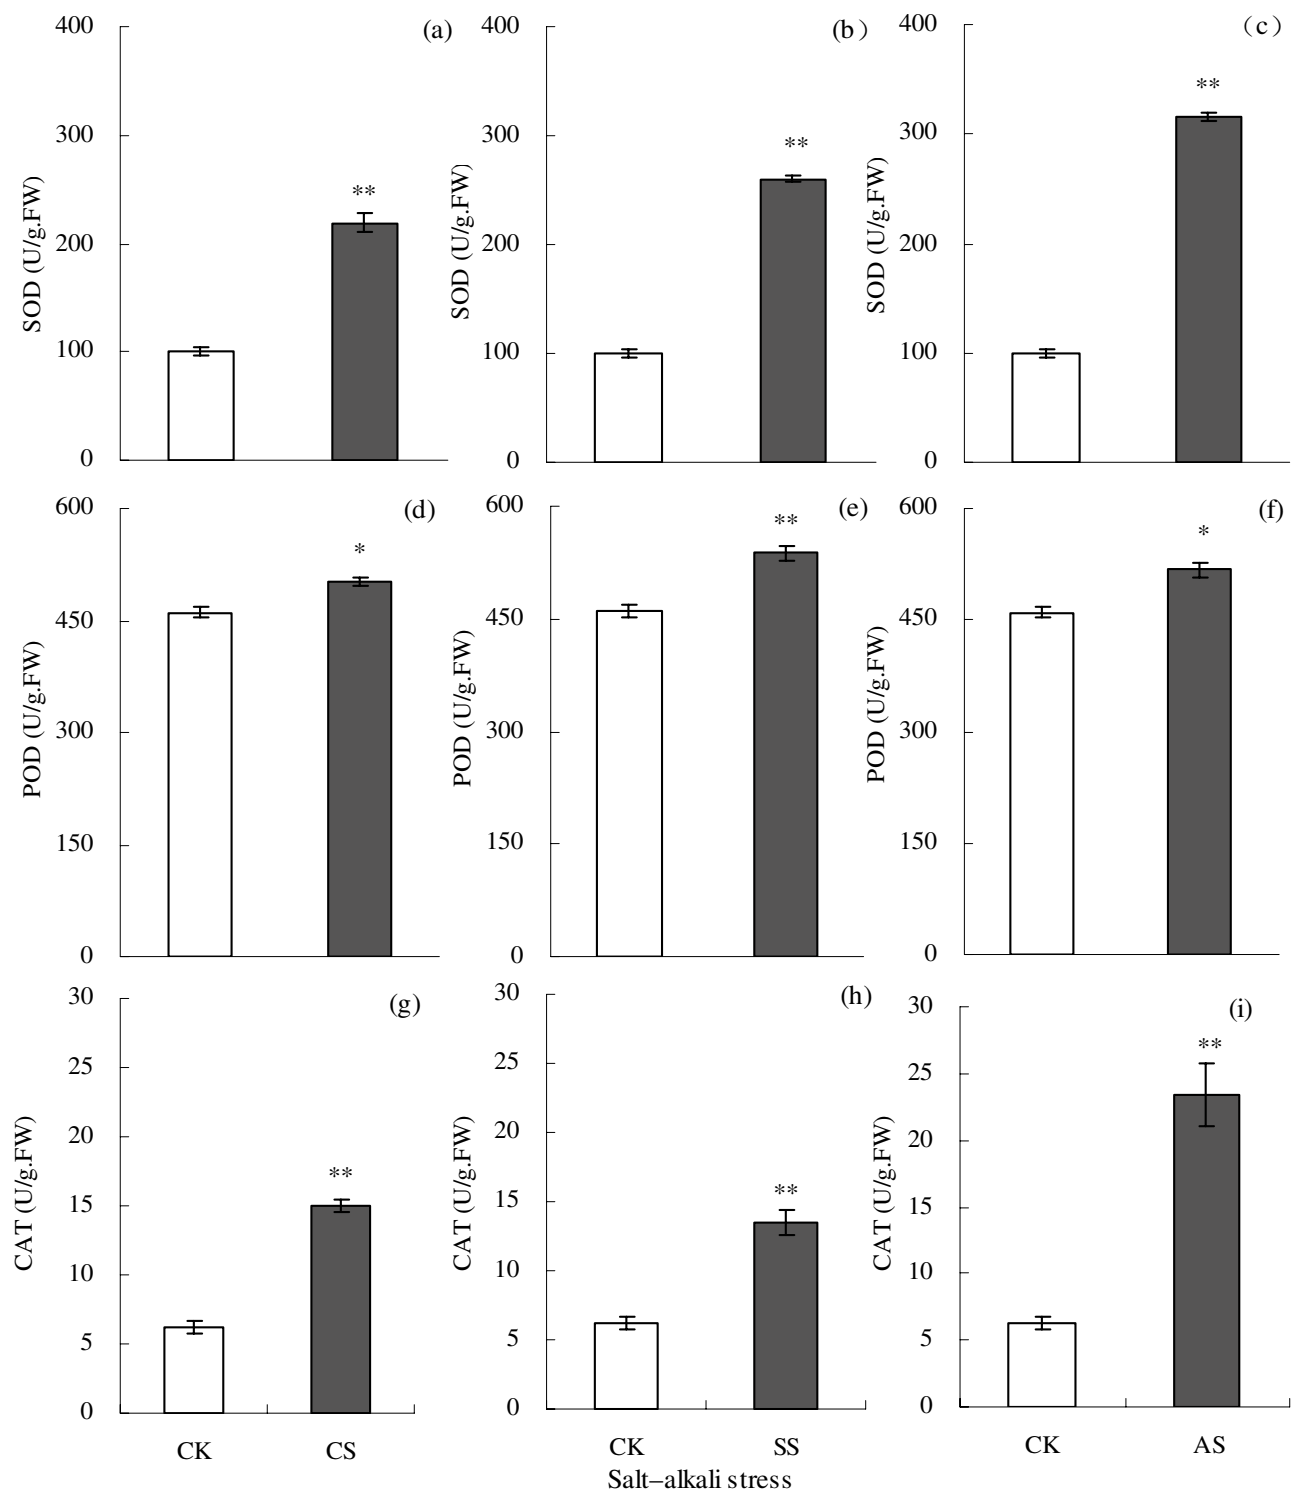 400
300
200
100
0
SOD (U/g.FW)
(a)
**
400
300
200
100
0
SOD (U/g.FW)
(b）
**
400
300
200
100
0
SOD (U/g.FW)
（c）
**
600
450
300
150
0
POD (U/g.FW)
(d)
*
600
450
300
150
0
POD (U/g.FW)
(e)
**
600
450
300
150
0
POD (U/g.FW)
(f)
*
30
25
20
15
10
5
0
CAT (U/g.FW)
(g)
**
CK CS
30
25
20
15
10
5
0
CAT (U/g.FW)
(h)
**
CK SS
30
25
20
15
10
5
0
CAT (U/g.FW)
(i)
**
CK AS
Salt–alkali stress